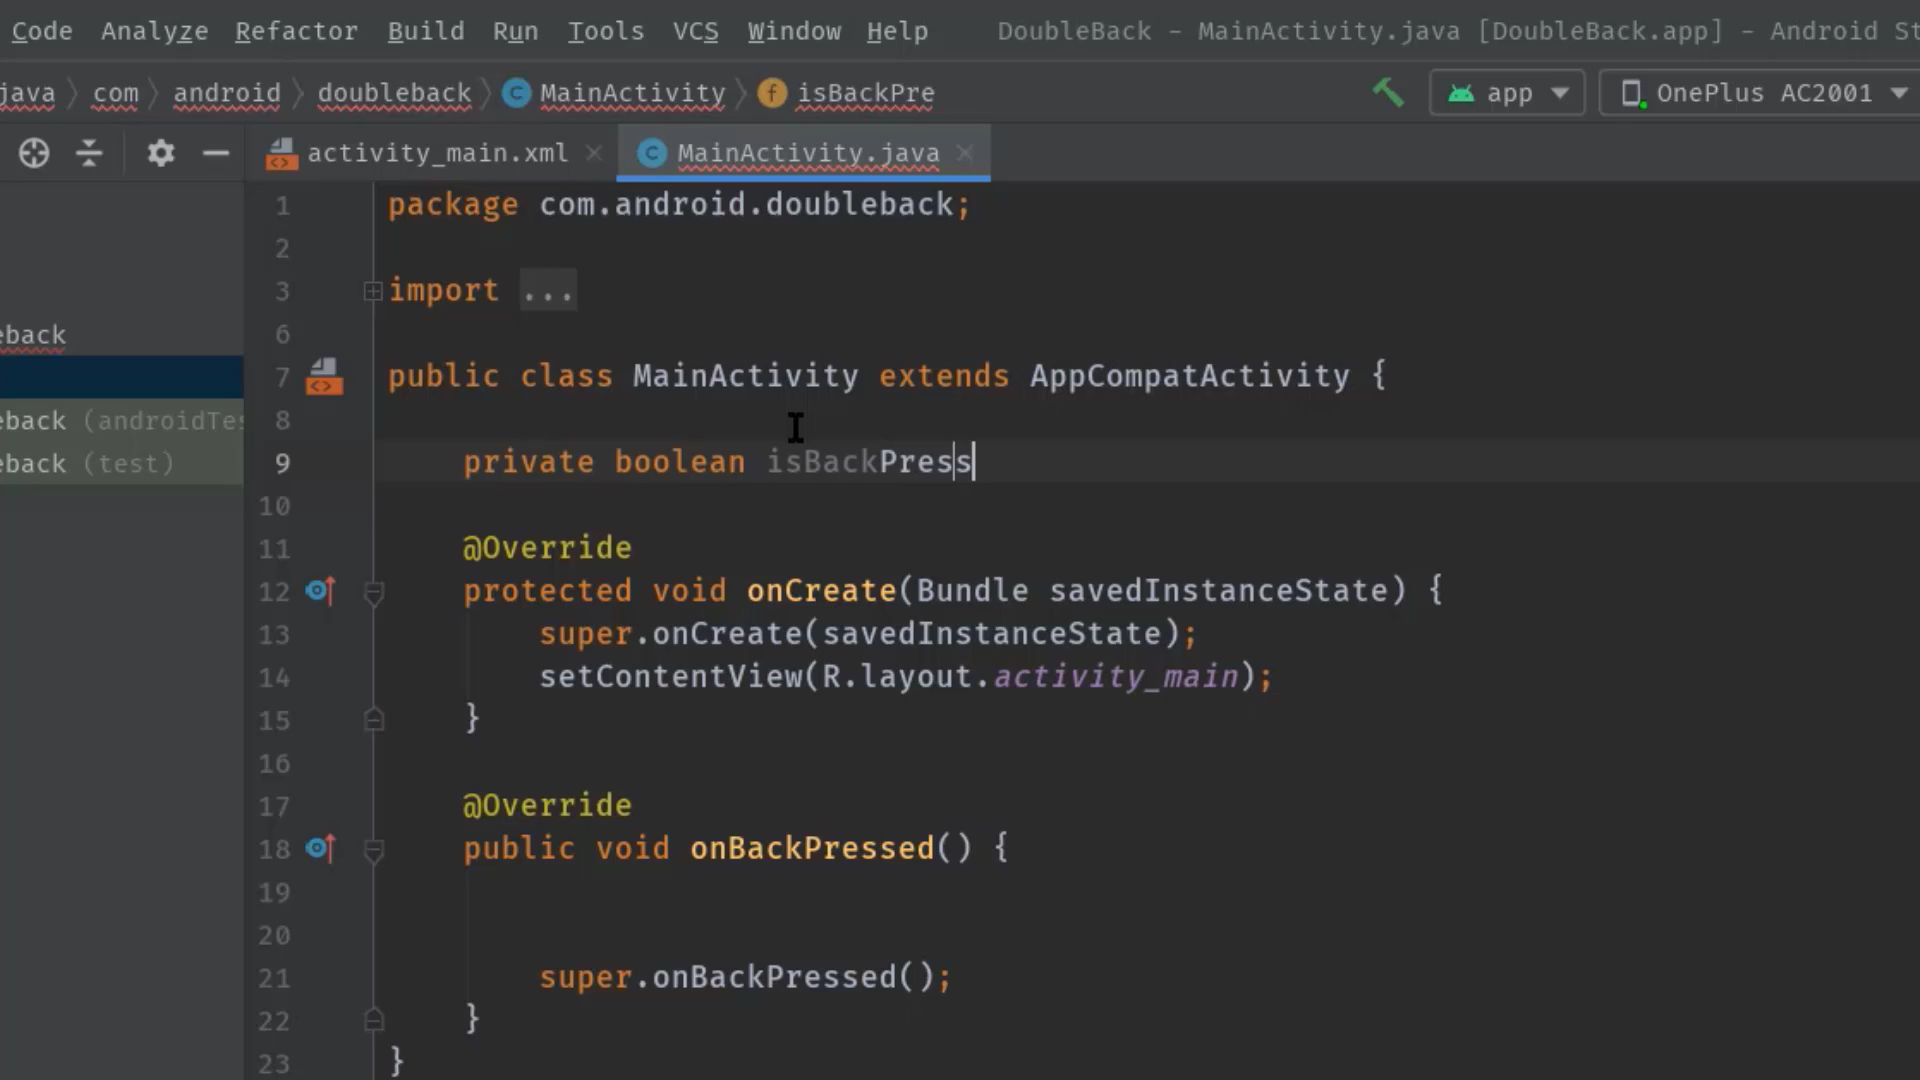 Code Analyze Refactor Build Run Tools VCS Window Help DoubleBack – MainActivity.java [DoubleBack.app] – Android St
java com android doubleback MainActivity isBackPre app OnePlus AC2001
activity_main.xml MainActivity.java
1 package com.android.doubleback;
2
3 import ...
eback 6
7 public class MainActivity extends AppCompatActivity {
eback (androidTes 8
eback (test) 9 private boolean isBackPress
10
11 @Override
12 protected void onCreate(Bundle savedInstanceState) {
13 super.onCreate(savedInstanceState);
14 setContentView(R.layout.activity_main);
15 }
16
17 @Override
18 public void onBackPressed() {
19
20
21 super.onBackPressed();
22 }
23 }